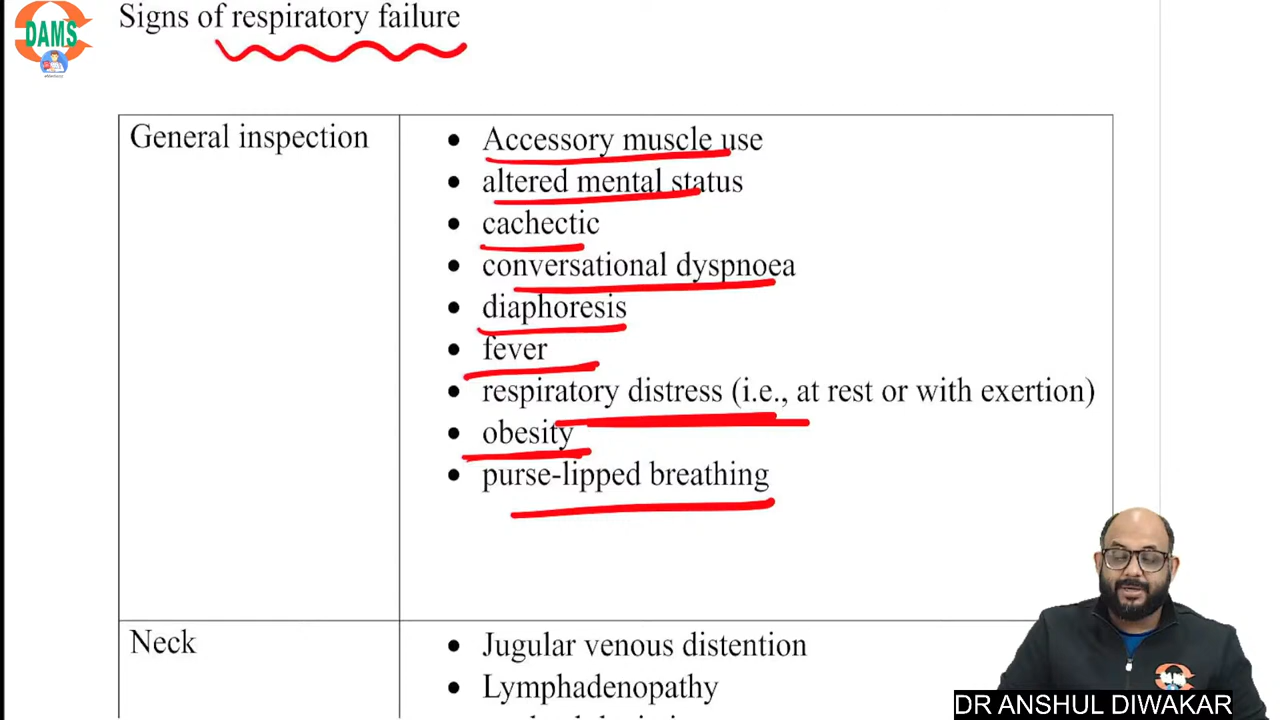 DAMS
Signs of respiratory failure
General inspection
• Accessory muscle use
• altered mental status
• cachectic
• conversational dyspnoea
• diaphoresis
• fever
• respiratory distress (i.e., at rest or with exertion)
• obesity
• purse-lipped breathing
Neck
• Jugular venous distention
• Lymphadenopathy
DR ANSHUL DIWAKAR